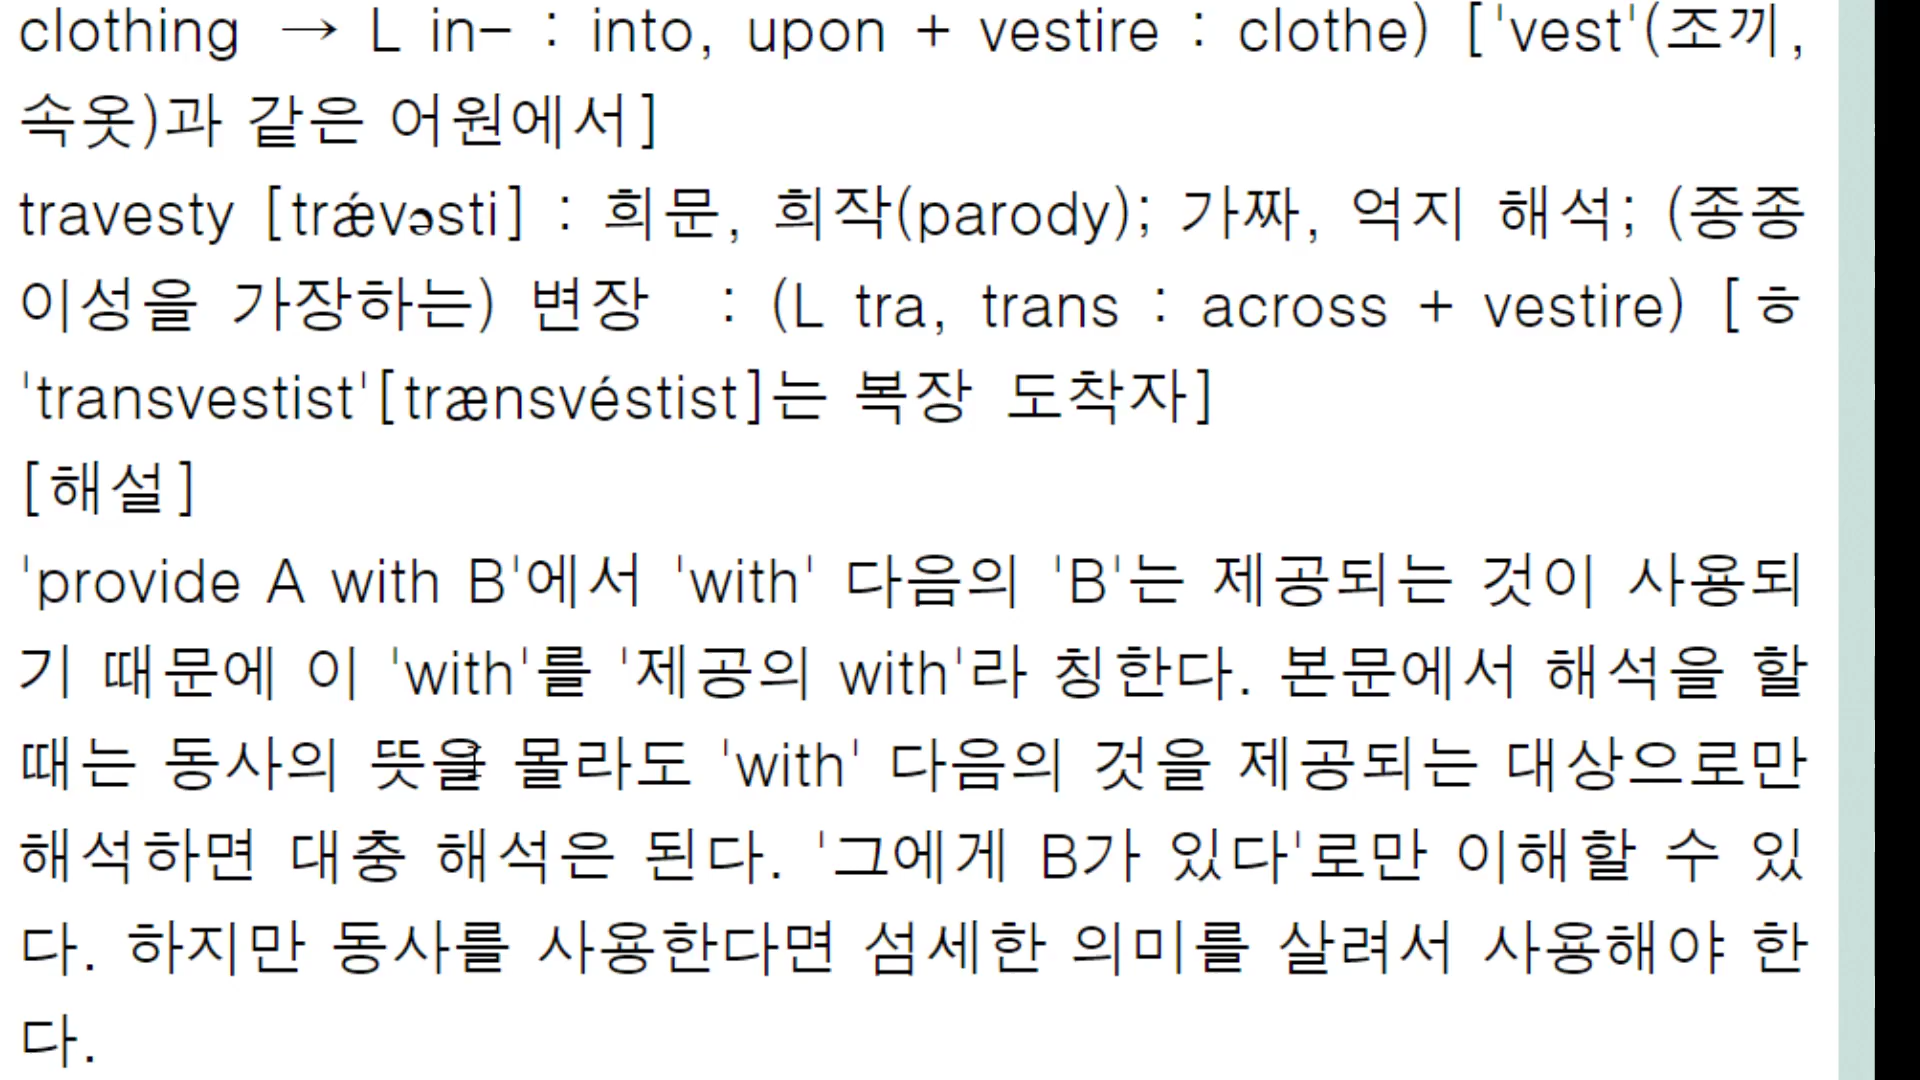 clothing → L in- : into, upon + vestire : clothe) ['vest'(조끼,
속옷)과 같은 어원에서]
travesty [trǽvəsti] : 희문, 희작(parody); 가짜, 억지 해석; (종종
이성을 가장하는) 변장 : (L tra, trans : across + vestire) [ㅎ
'transvestist'[trænsvéstist]는 복장 도착자]
[해설]
'provide A with B'에서 'with' 다음의 'B'는 제공되는 것이 사용되
기 때문에 이 'with'를 '제공의 with'라 칭한다. 본문에서 해석을 할
때는 동사의 뜻을 몰라도 'with' 다음의 것을 제공되는 대상으로만
해석하면 대충 해석은 된다. '그에게 B가 있다'로만 이해할 수 있
다. 하지만 동사를 사용한다면 섬세한 의미를 살려서 사용해야 한
다.